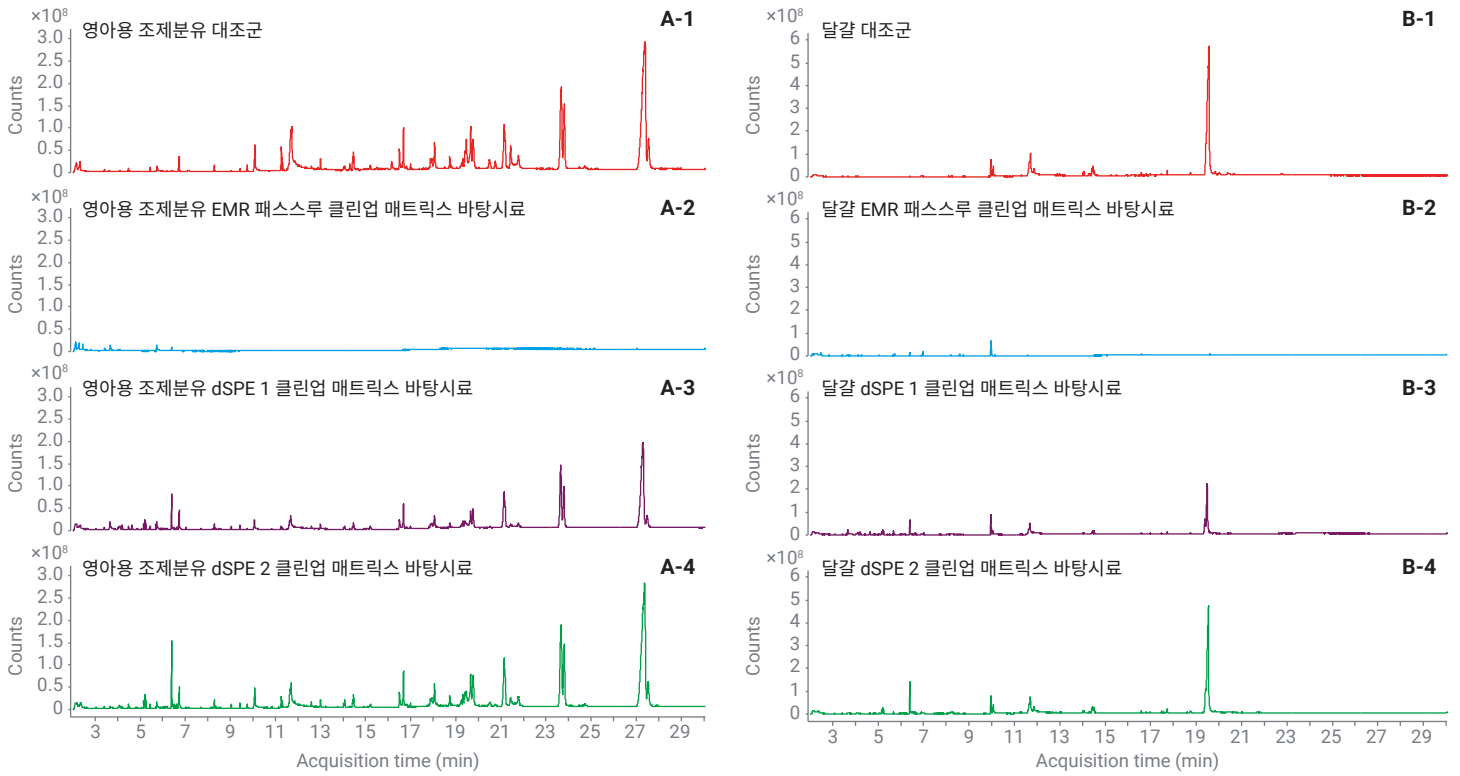 ×10⁸
영아용 조제분유 대조군
A-1
3.0
2.5
2.0
1.5
1.0
0.5
0
Counts
×10⁸
영아용 조제분유 EMR 패스스루 클린업 매트릭스 바탕시료
A-2
3.0
2.5
2.0
1.5
1.0
0.5
0
Counts
×10⁸
영아용 조제분유 dSPE 1 클린업 매트릭스 바탕시료
A-3
3.0
2.5
2.0
1.5
1.0
0.5
0
Counts
×10⁸
영아용 조제분유 dSPE 2 클린업 매트릭스 바탕시료
A-4
3.0
2.5
2.0
1.5
1.0
0.5
0
Counts
3 5 7 9 11 13 15 17 19 21 23 25 27 29
Acquisition time (min)
×10⁸
달걀 대조군
B-1
6
5
4
3
2
1
0
Counts
×10⁸
달걀 EMR 패스스루 클린업 매트릭스 바탕시료
B-2
6
5
4
3
2
1
0
Counts
×10⁸
달걀 dSPE 1 클린업 매트릭스 바탕시료
B-3
6
5
4
3
2
1
0
Counts
×10⁸
달걀 dSPE 2 클린업 매트릭스 바탕시료
B-4
6
5
4
3
2
1
0
Counts
3 5 7 9 11 13 15 17 19 21 23 25 27 29
Acquisition time (min)